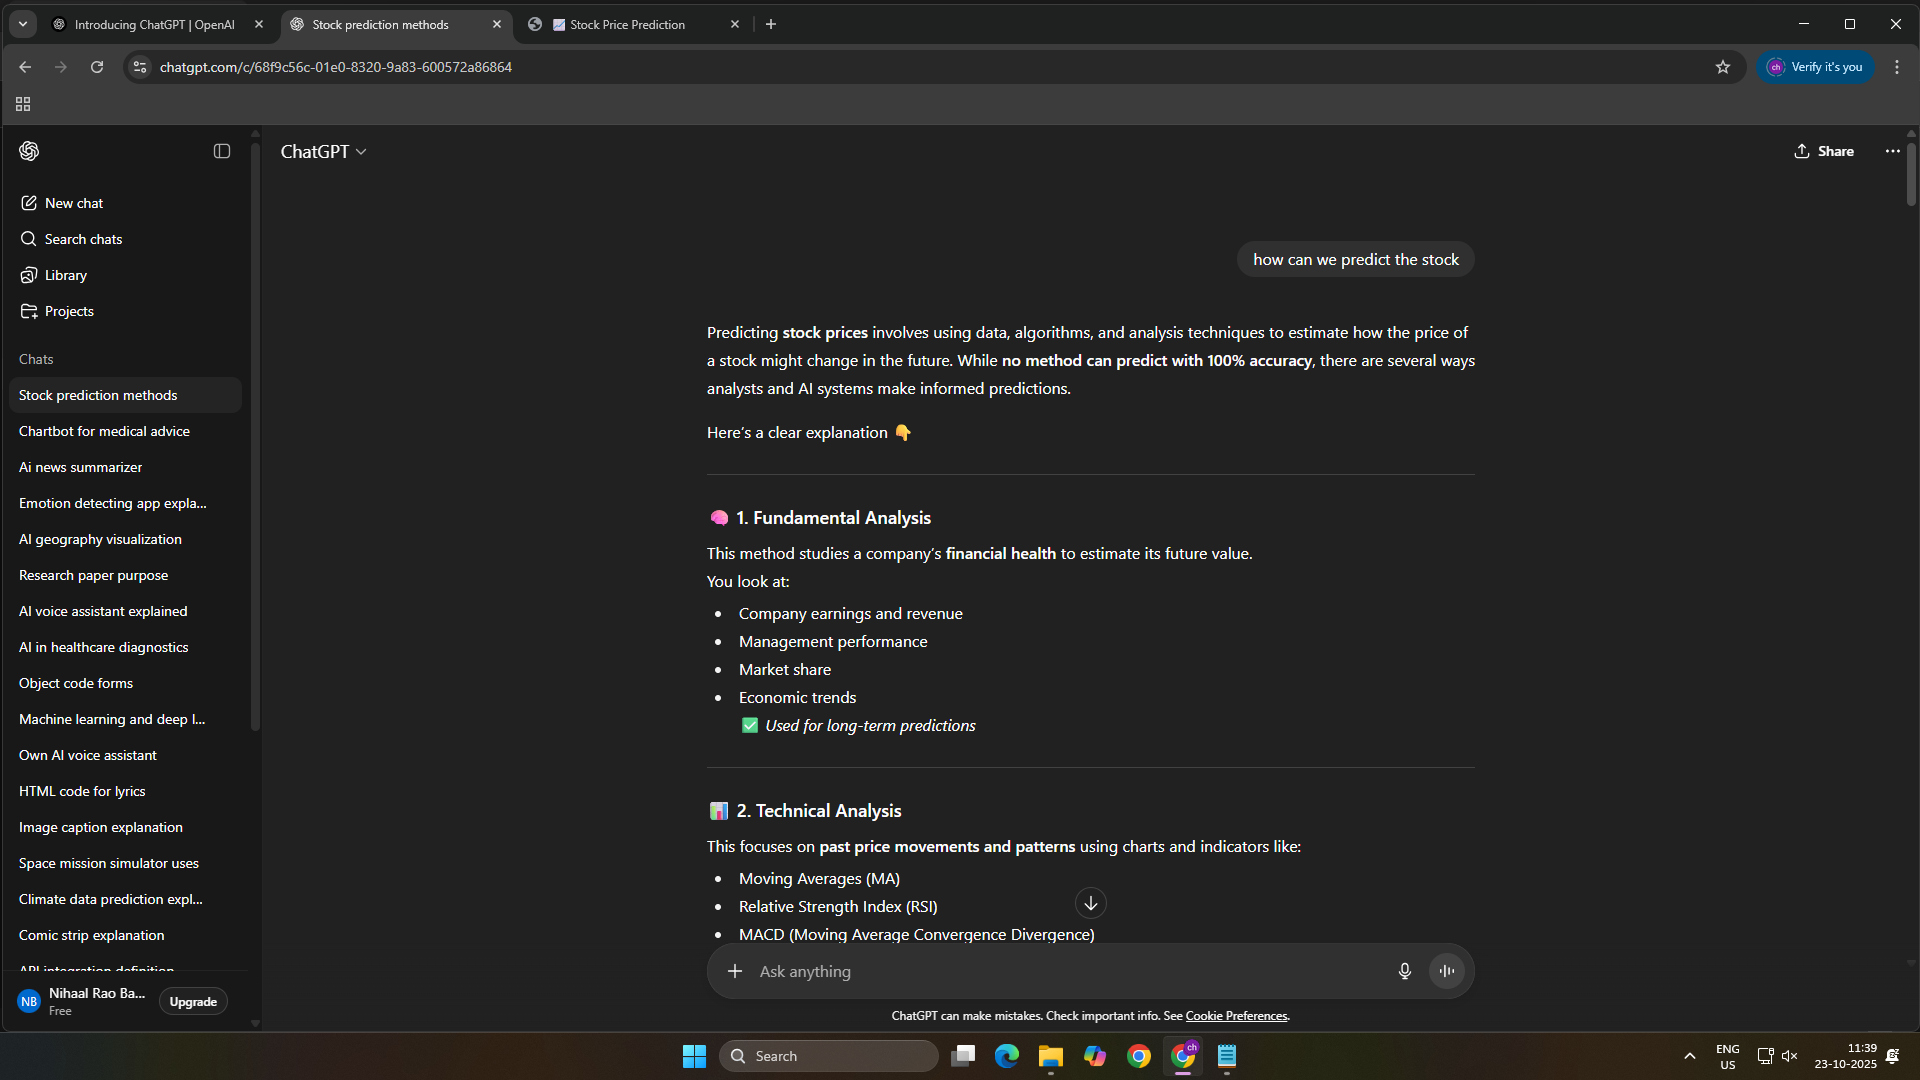 Introducing ChatGPT | OpenAI
Stock prediction methods
Stock Price Prediction
chatgpt.com/c/68f9c56c-01e0-8320-9a83-600572a86864
ch
Verify it's you
ChatGPT
Share
New chat
Search chats
Library
Projects
Chats
Stock prediction methods
Chartbot for medical advice
Ai news summarizer
Emotion detecting app expla...
AI geography visualization
Research paper purpose
AI voice assistant explained
AI in healthcare diagnostics
Object code forms
Machine learning and deep l...
Own AI voice assistant
HTML code for lyrics
Image caption explanation
Space mission simulator uses
Climate data prediction expl...
Comic strip explanation
API integration definition
NB
Nihaal Rao Ba...
Free
Upgrade
how can we predict the stock
Predicting stock prices involves using data, algorithms, and analysis techniques to estimate how the price of
a stock might change in the future. While no method can predict with 100% accuracy, there are several ways
analysts and AI systems make informed predictions.
Here's a clear explanation 👇
🧠 1. Fundamental Analysis
This method studies a company's financial health to estimate its future value.
You look at:
• Company earnings and revenue
• Management performance
• Market share
• Economic trends
✅ Used for long-term predictions
📊 2. Technical Analysis
This focuses on past price movements and patterns using charts and indicators like:
• Moving Averages (MA)
• Relative Strength Index (RSI)
• MACD (Moving Average Convergence Divergence)
Ask anything
ChatGPT can make mistakes. Check important info. See Cookie Preferences.
Search
ch
ENG
US
11:39
23-10-2025